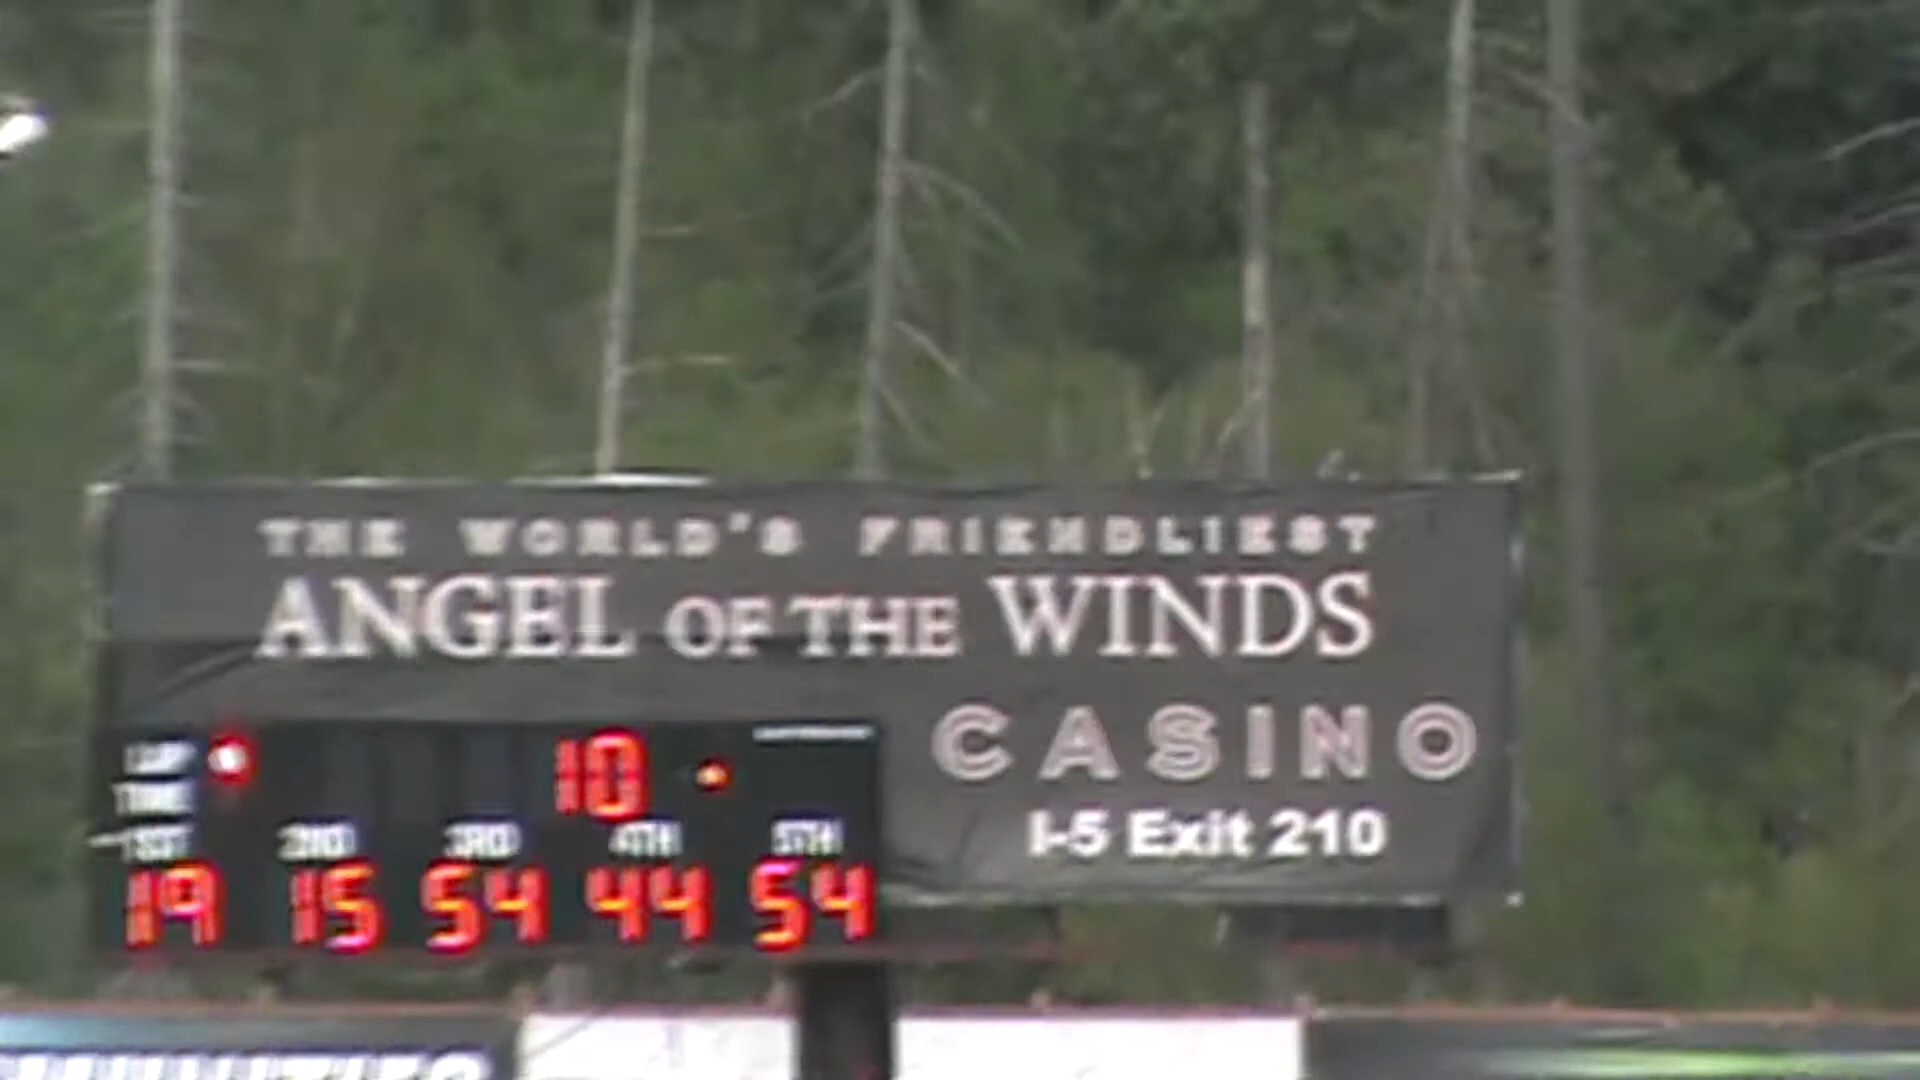 THE WORLD'S FRIENDLIEST
ANGEL OF THE WINDS
CASINO
I-5 Exit 210
LAP 10
TIME
1ST 2ND 3RD 4TH 5TH
19 15 54 44 54